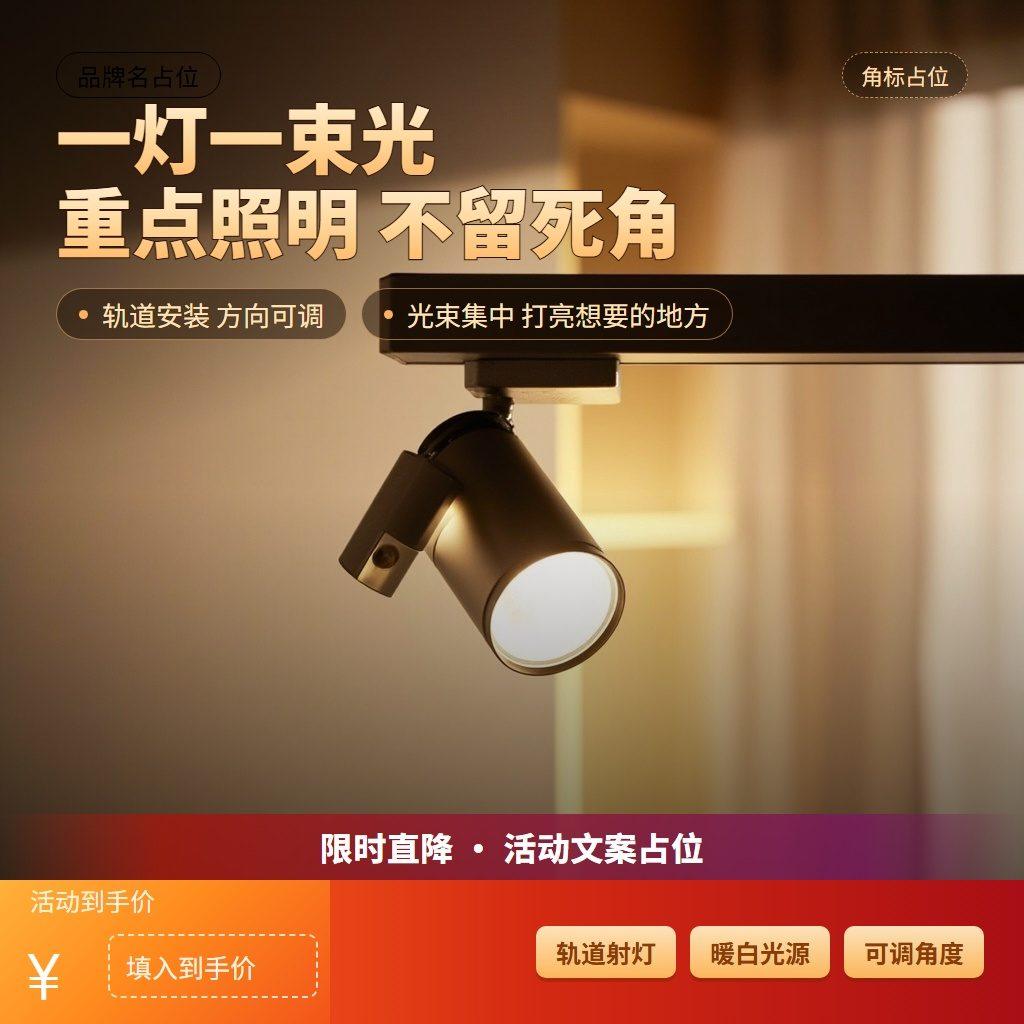 品牌名占位
角标占位
一灯一束光
重点照明 不留死角
轨道安装 方向可调
光束集中 打亮想要的地方
限时直降 · 活动文案占位
活动到手价
¥ 填入到手价
轨道射灯
暖白光源
可调角度